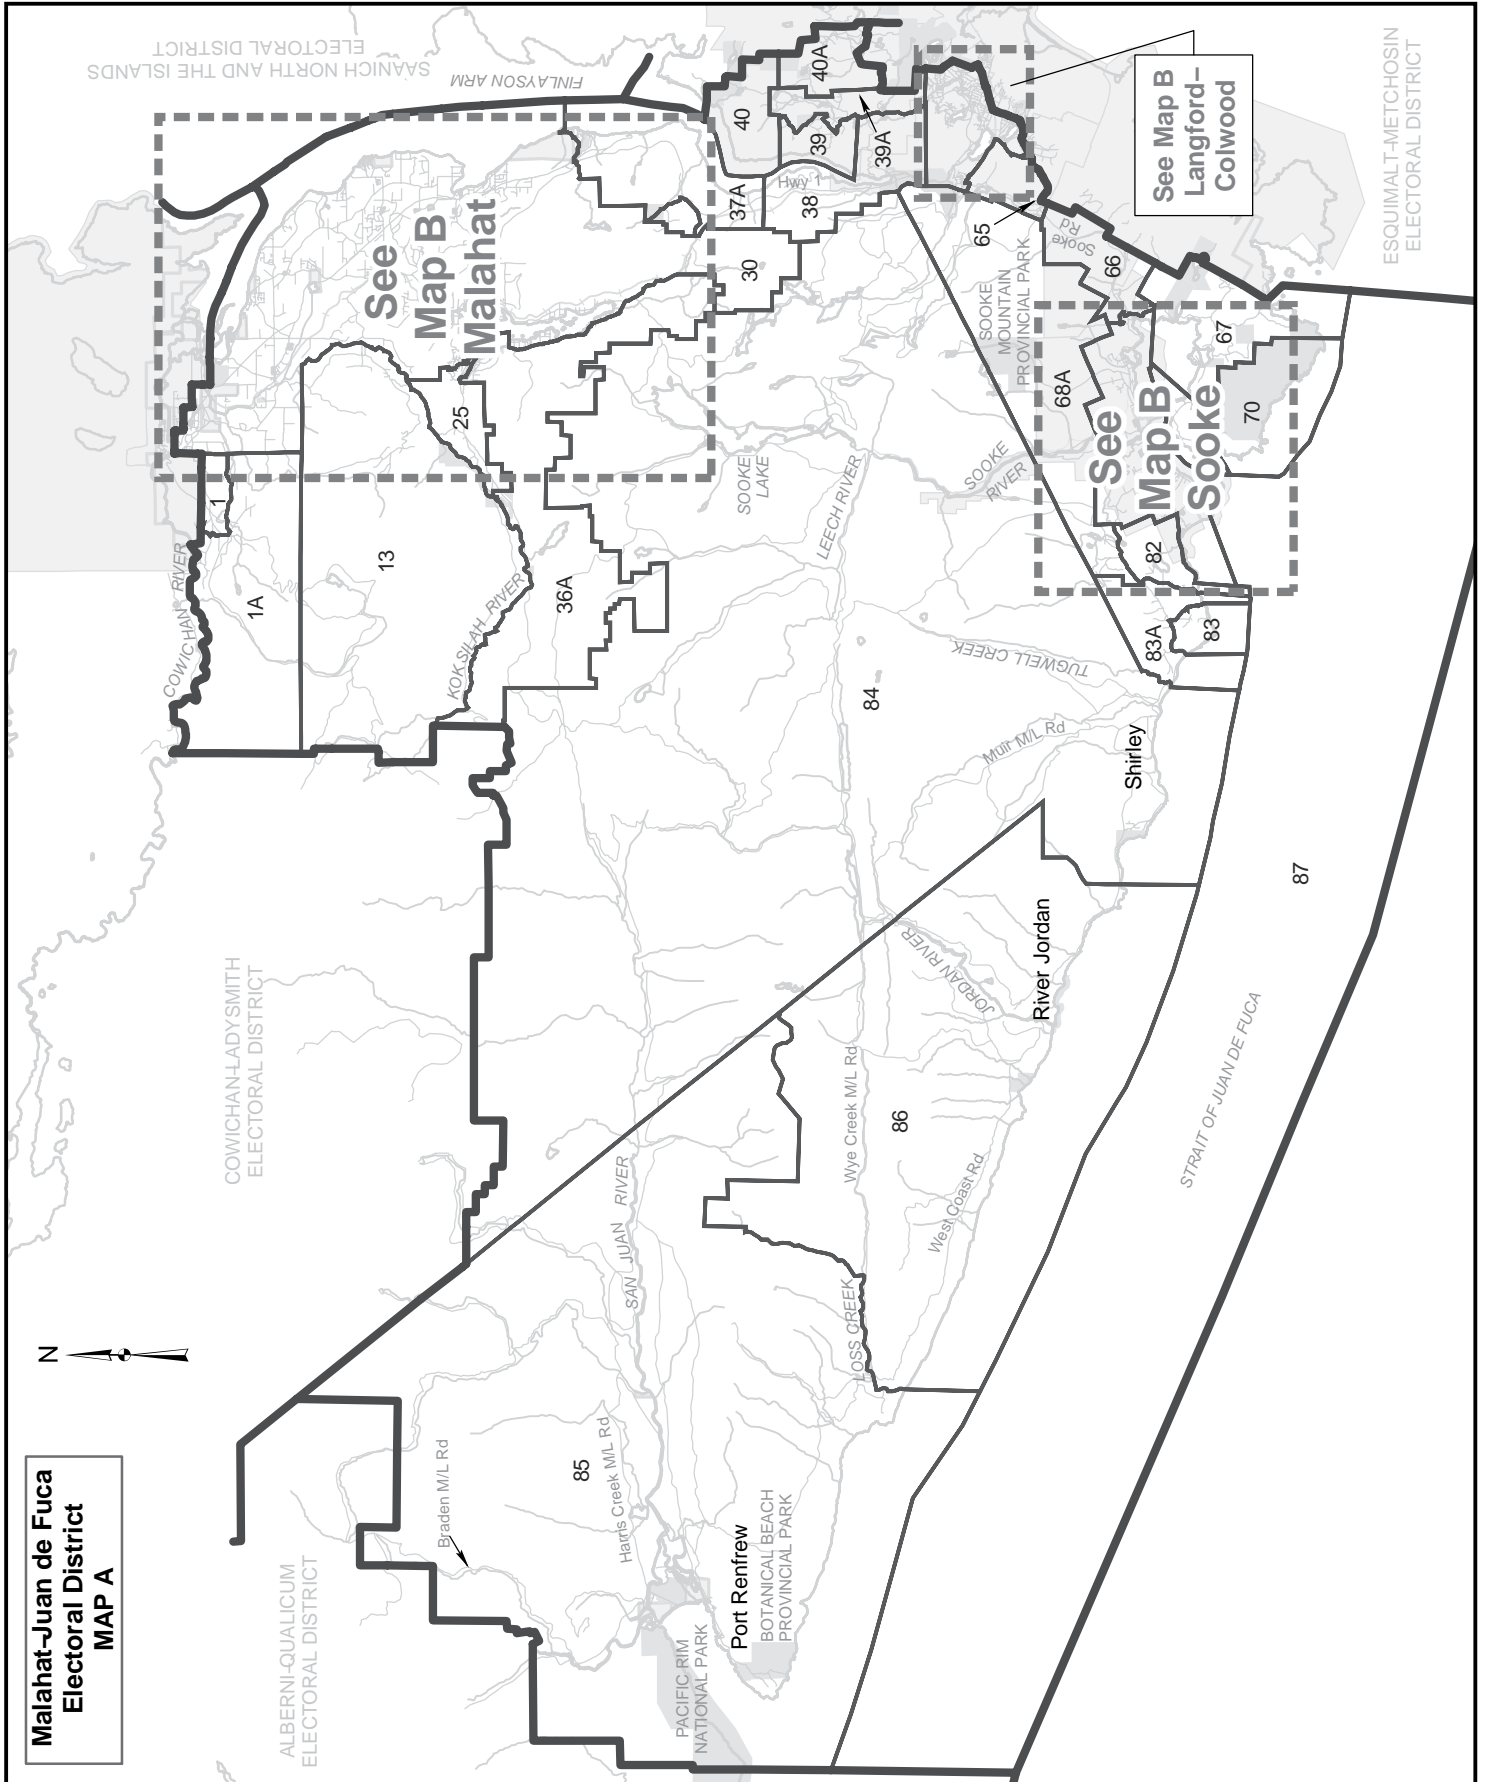 Malahat-Juan de Fuca
Electoral District
MAP A
N
ALBERNI-QUALICUM
ELECTORAL DISTRICT
COWICHAN-LADYSMITH
ELECTORAL DISTRICT
SAANICH NORTH AND THE ISLANDS
ELECTORAL DISTRICT
ESQUIMALT-METCHOSIN
ELECTORAL DISTRICT
FINLAYSON ARM
COWICHAN RIVER
1
1A
13
25
See
Map B
Malahat
KOKSILAH RIVER
36A
30
37A
38
Hwy 1
39
39A
40
40A
See Map B
Langford–
Colwood
65
Sooke
Rd
66
67
68A
70
See
Map B
Sooke
82
83
83A
SOOKE
MOUNTAIN
PROVINCIAL PARK
SOOKE
LAKE
SOOKE
RIVER
LEECH RIVER
TUGWELL CREEK
84
Muir M/L Rd
Shirley
87
River Jordan
JORDAN RIVER
STRAIT OF JUAN DE FUCA
Wye Creek M/L Rd
86
West Coast Rd
SAN JUAN RIVER
LOSS CREEK
Braden M/L Rd
85
Harris Creek M/L Rd
Port Renfrew
BOTANICAL BEACH
PROVINCIAL PARK
PACIFIC RIM
NATIONAL PARK